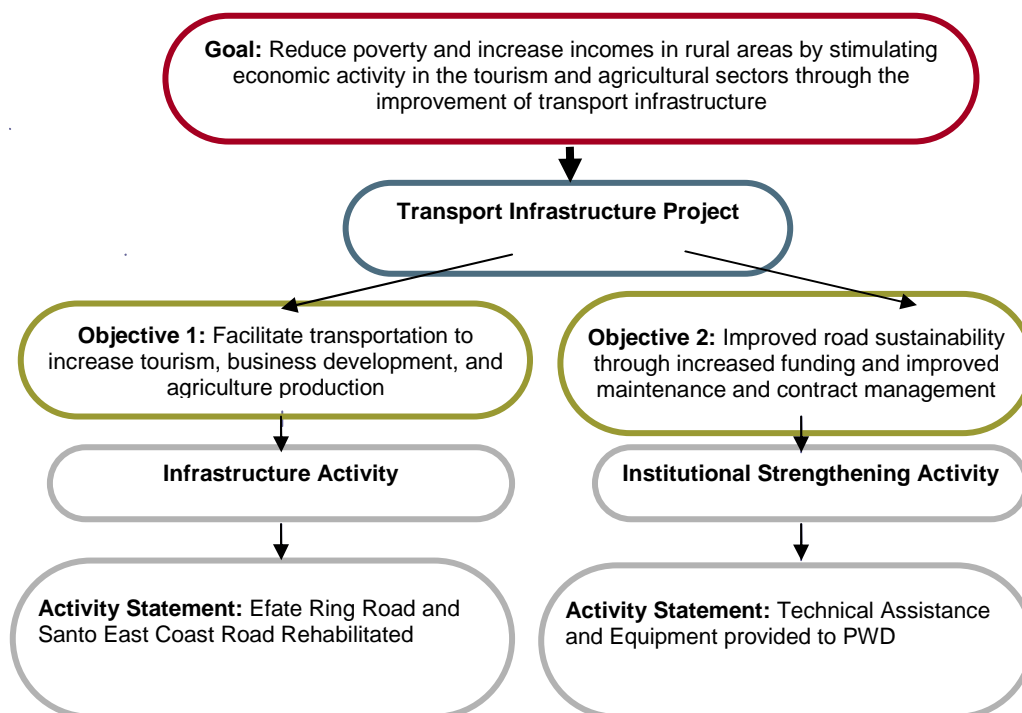 Goal: Reduce poverty and increase incomes in rural areas by stimulating
economic activity in the tourism and agricultural sectors through the
improvement of transport infrastructure
Transport Infrastructure Project
Objective 1: Facilitate transportation to
increase tourism, business development, and
agriculture production
Objective 2: Improved road sustainability
through increased funding and improved
maintenance and contract management
Infrastructure Activity
Institutional Strengthening Activity
Activity Statement: Efate Ring Road and
Santo East Coast Road Rehabilitated
Activity Statement: Technical Assistance
and Equipment provided to PWD